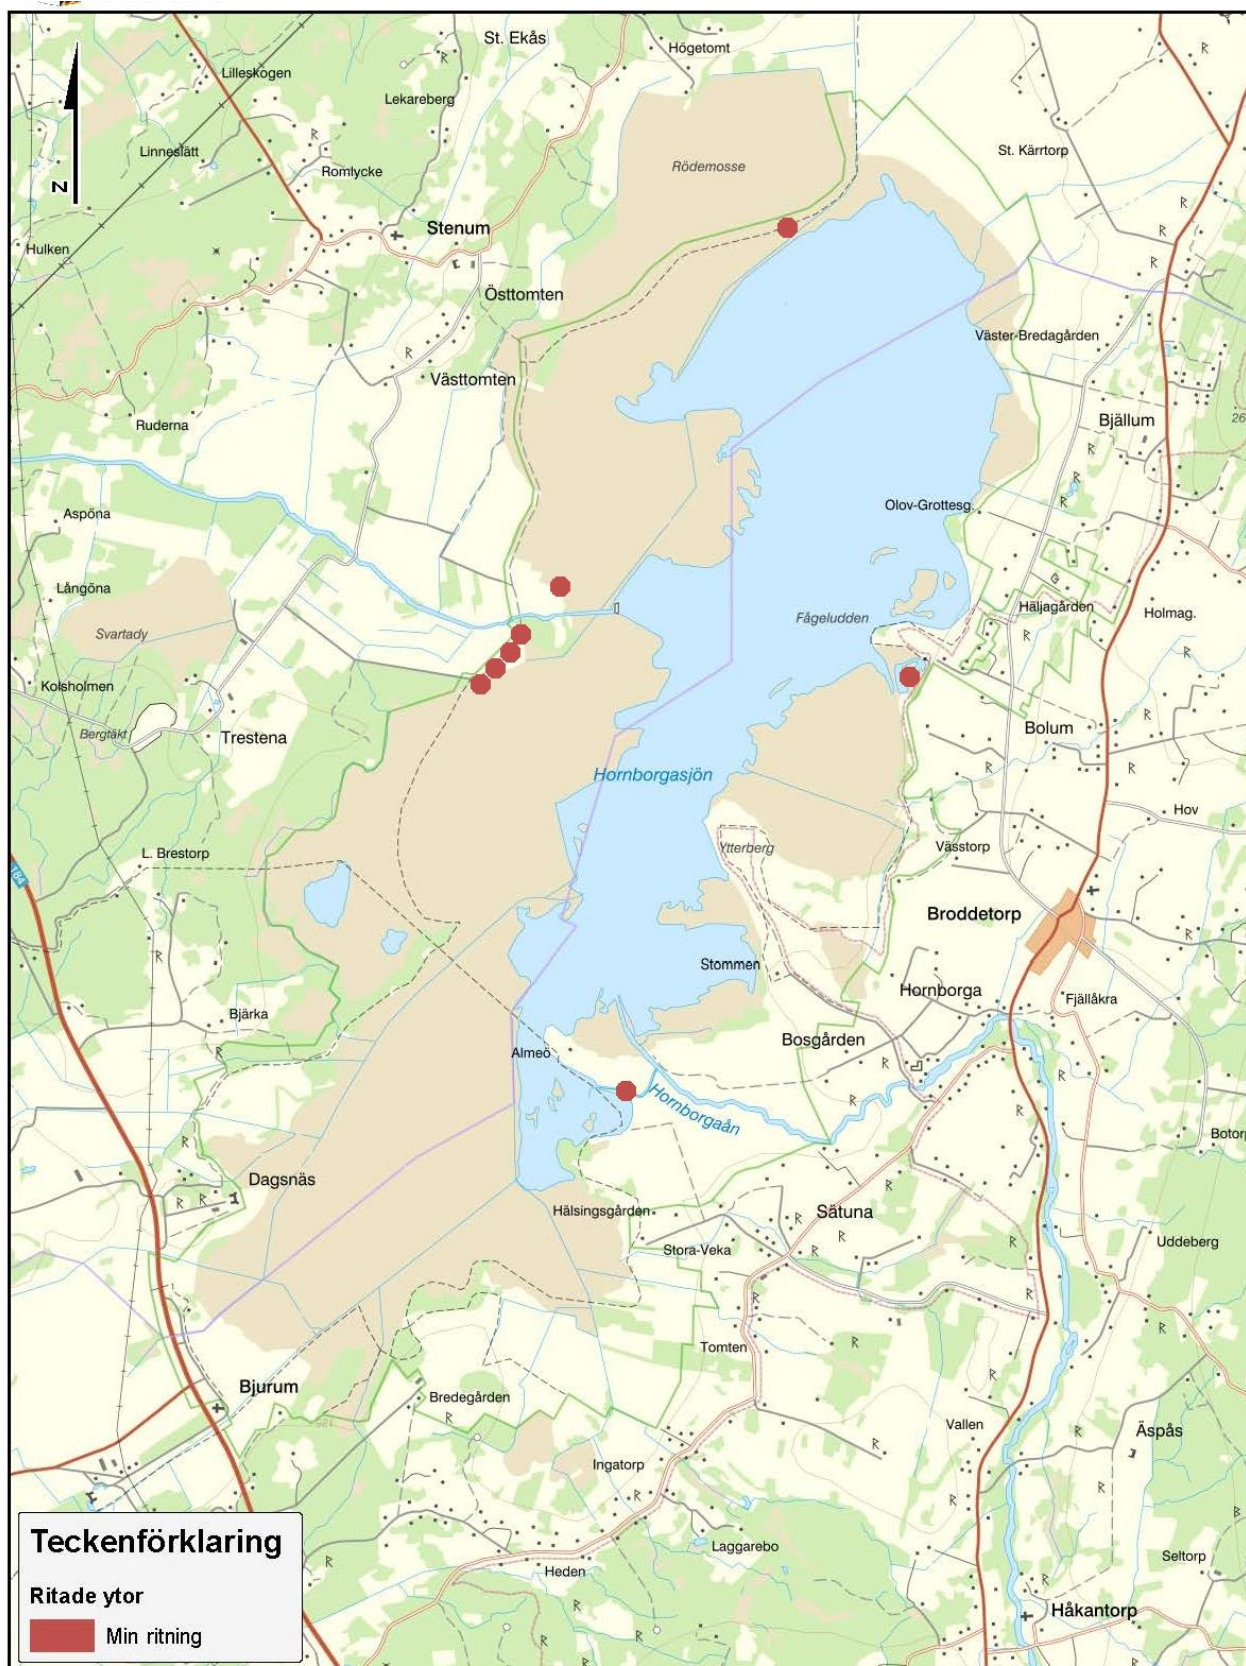 St. Ekås
Högetomt
Lilleskogen
Lekareberg
Linneslätt
Romlycke
Rödemosse
St. Kärrtorp
N
Stenum
Hulken
Östtomten
Väster-Bredagården
Västtomten
Bjällum
26
Ruderna
Olov-Grottesg.
Aspöna
Långöna
Häljagården
Holmag.
Fågeludden
Svartady
Kolsholmen
Bergtäkt
Trestena
Bolum
Hornborgasjön
Hov
Ytterberg
Vässtorp
L. Brestorp
184
Broddetorp
Stommen
Hornborga
Fjällåkra
Bjärka
Bosgården
Almeö
Hornborgaån
Botorp
Dagsnäs
Hälsingsgården
Sätuna
Stora-Veka
Uddeberg
Tomten
Bjurum
Bredegården
Vallen
Äspås
Ingatorp
Laggarebo
Seltorp
Heden
Håkantorp
Teckenförklaring
Ritade ytor
Min ritning